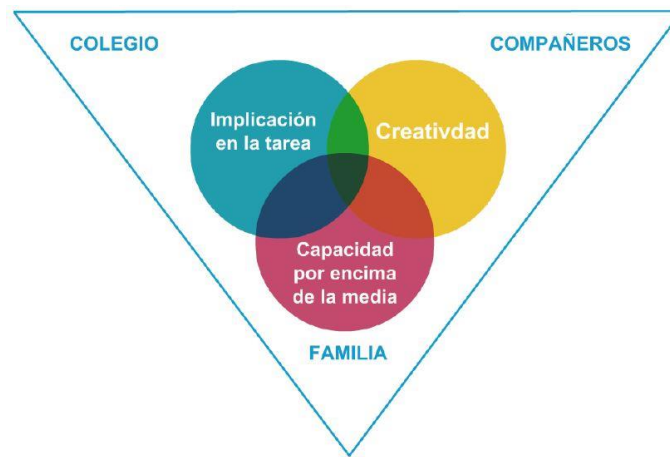 COLEGIO
COMPAÑEROS
Implicación
en la tarea
Creativdad
Capacidad
por encima
de la media
FAMILIA